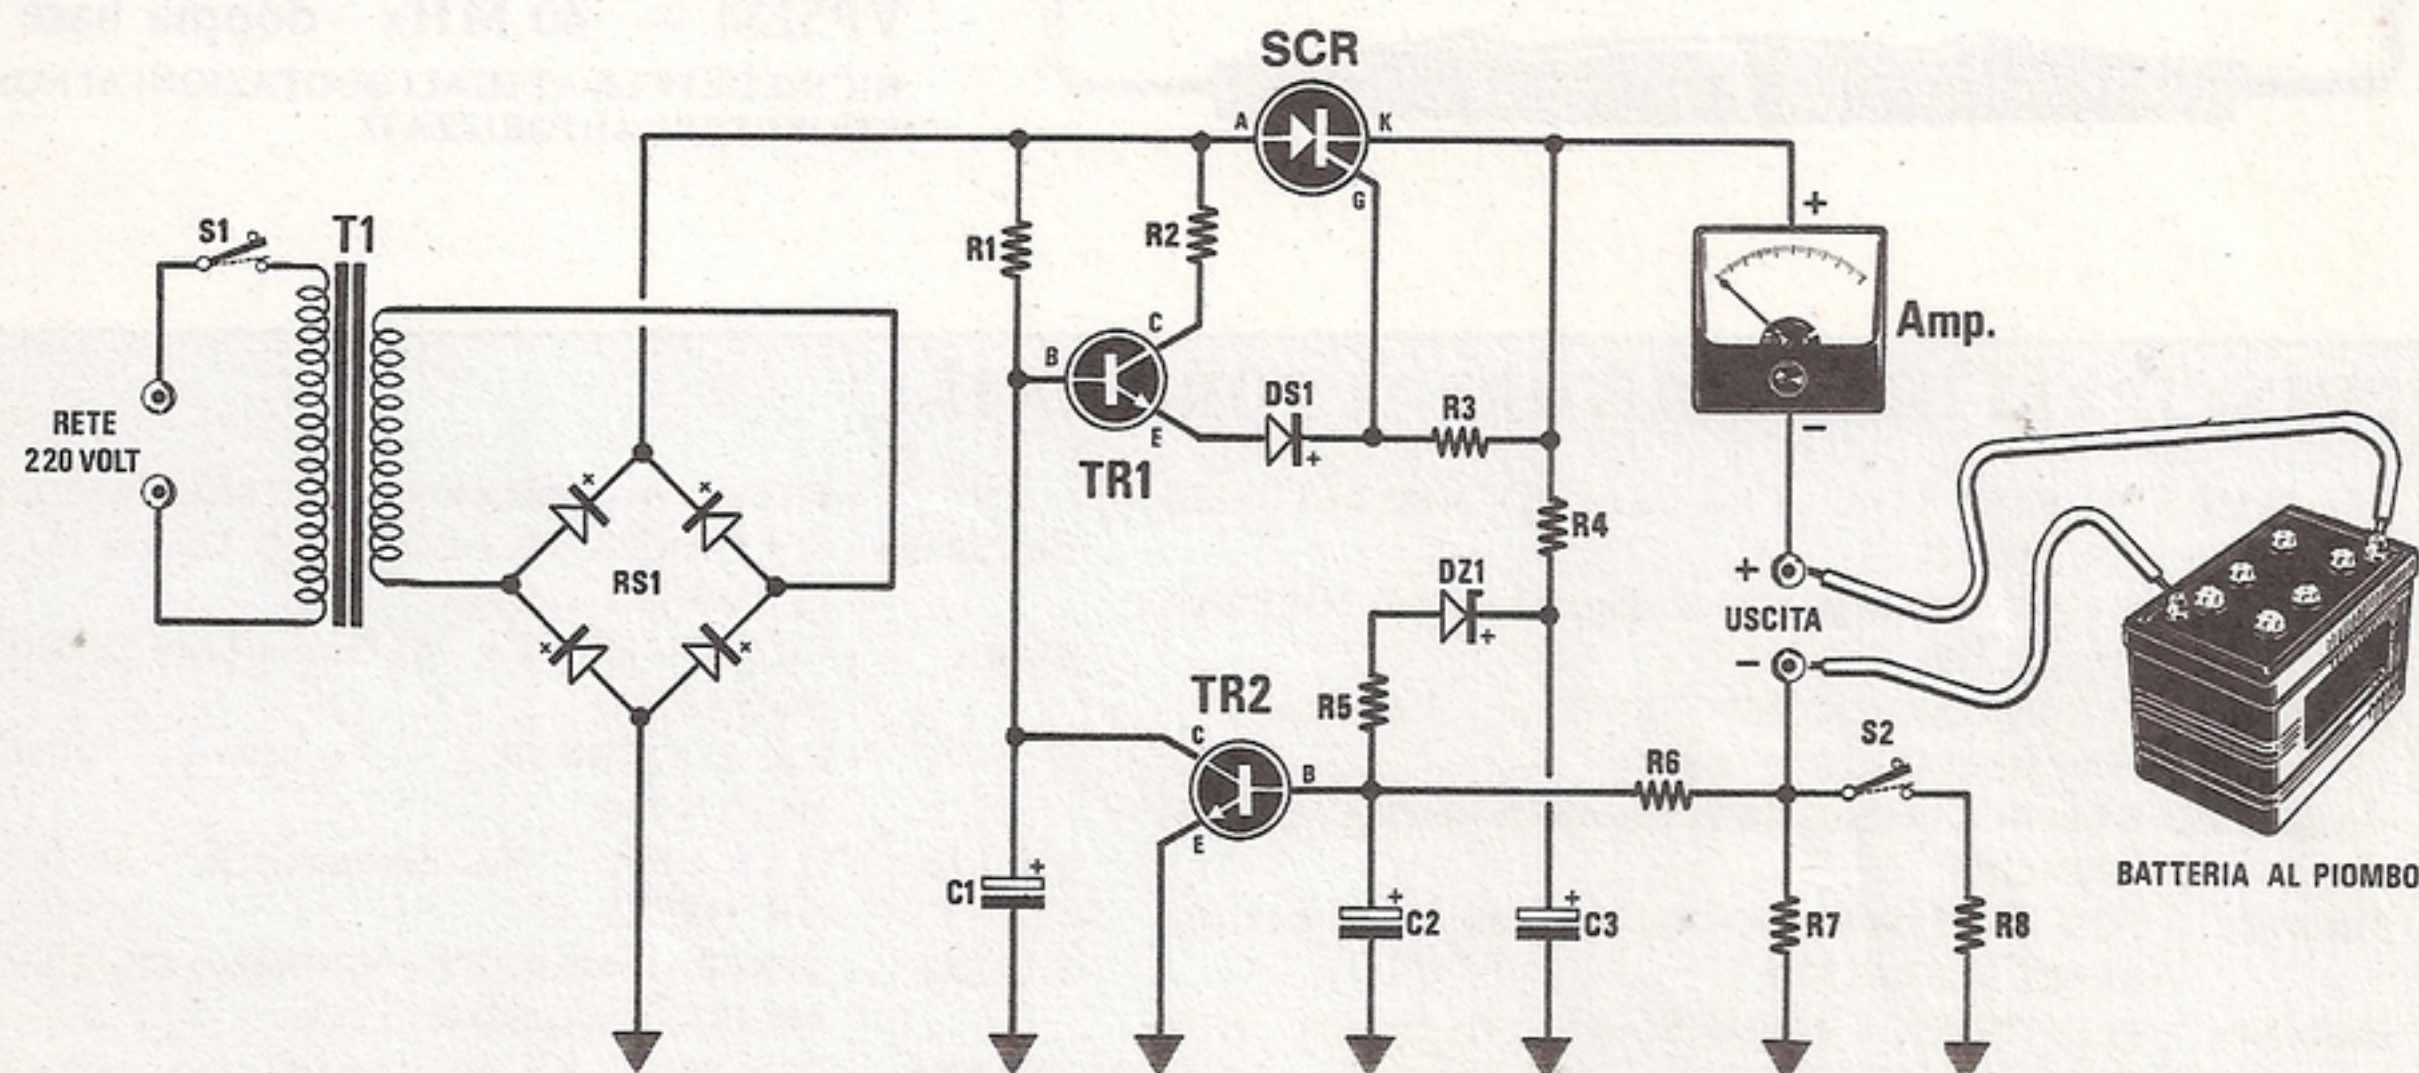 SCR
A
K
G
S1
T1
R1
R2
C
B
E
TR1
DS1
+
R3
+
Amp.
-
RETE
220 VOLT
RS1
R4
DZ1
+
+
USCITA
-
TR2
C
B
E
R5
R6
S2
C1
+
+
C2
+
C3
R7
R8
BATTERIA AL PIOMBO